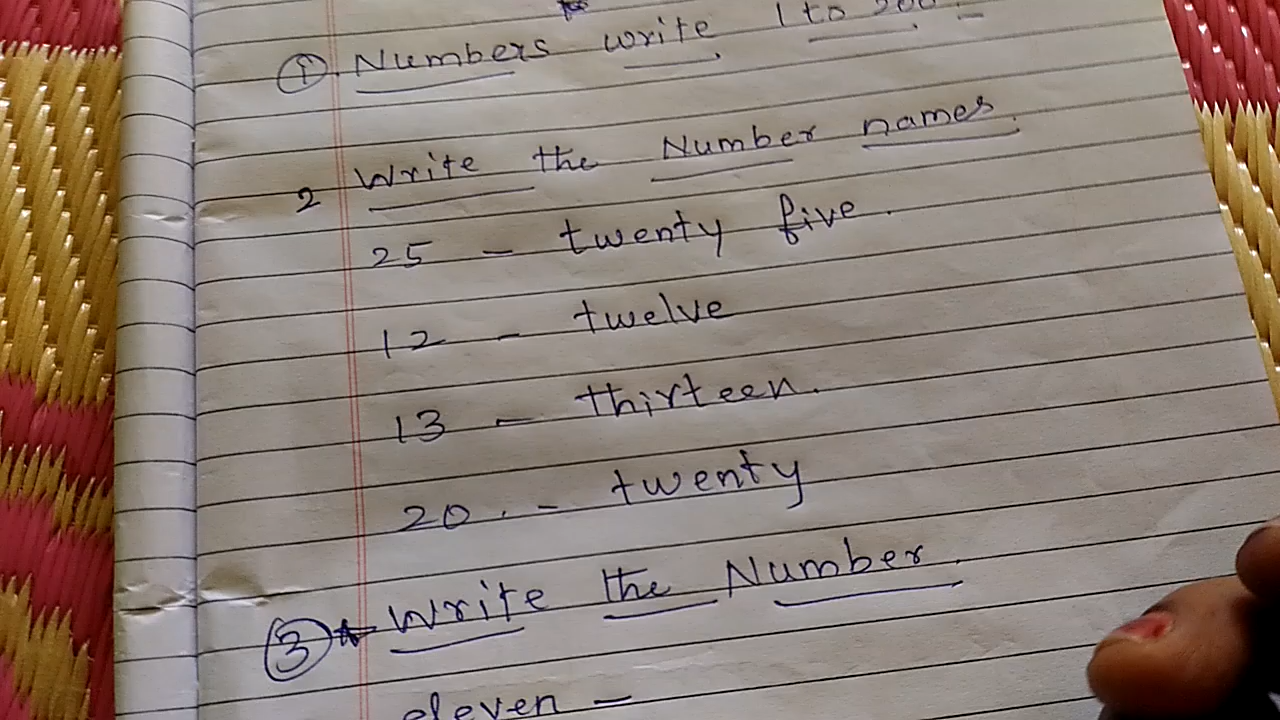 ① Numbers write 1 to 200 -
2 Write the Number names.
25 - twenty five.
12 - twelve
13 - thirteen.
20. - twenty
③ Write the Number.
eleven -